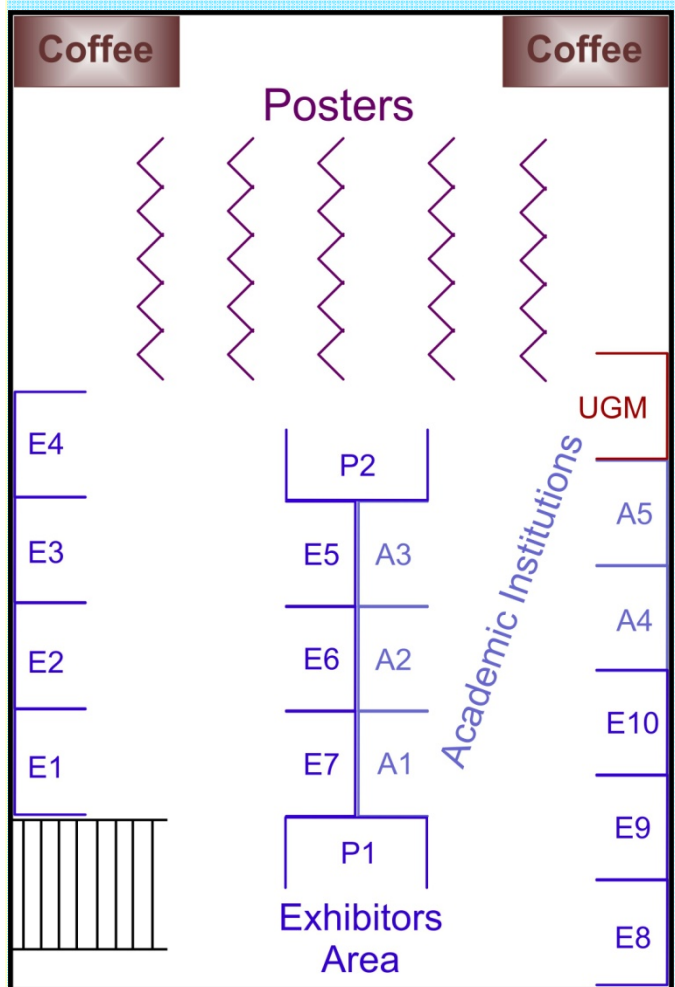 Coffee
Coffee
Posters
UGM
E4
P2
A5
E3
E5
A3
Academic Institutions
A4
E2
E6
A2
E10
E1
E7
A1
E9
P1
Exhibitors
Area
E8